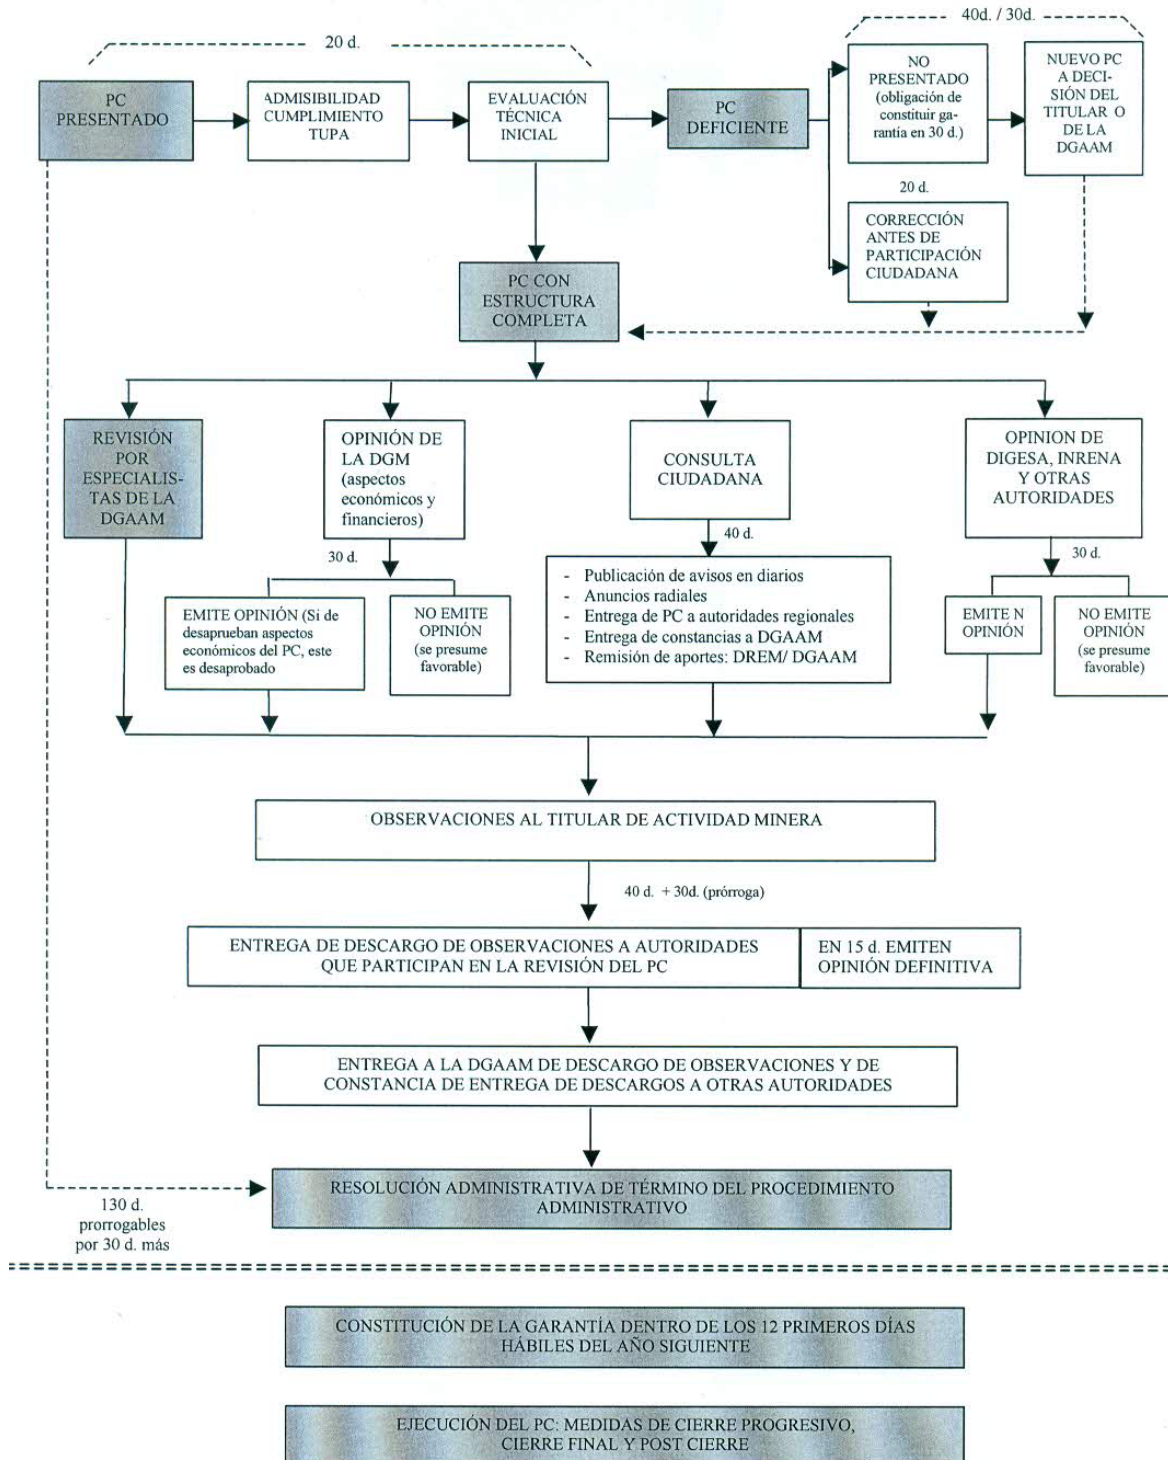 20 d.
40d. / 30d.
PC
PRESENTADO
ADMISIBILIDAD
CUMPLIMIENTO
TUPA
EVALUACIÓN
TÉCNICA
INICIAL
PC
DEFICIENTE
NO
PRESENTADO
(obligación de
constituir ga-
rantía en 30 d.)
NUEVO PC
A DECI-
SIÓN DEL
TITULAR O
DE LA
DGAAM
20 d.
CORRECCIÓN
ANTES DE
PARTICIPACIÓN
CIUDADANA
PC CON
ESTRUCTURA
COMPLETA
REVISIÓN
POR
ESPECIALIS-
TAS DE LA
DGAAM
OPINIÓN DE
LA DGM
(aspectos
económicos y
financieros)
CONSULTA
CIUDADANA
OPINION DE
DIGESA, INRENA
Y OTRAS
AUTORIDADES
30 d.
40 d.
30 d.
EMITE OPINIÓN (Si de
desaprueban aspectos
económicos del PC, este
es desaprobado
NO EMITE
OPINIÓN
(se presume
favorable)
- Publicación de avisos en diarios
- Anuncios radiales
- Entrega de PC a autoridades regionales
- Entrega de constancias a DGAAM
- Remisión de aportes: DREM/ DGAAM
EMITE N
OPINIÓN
NO EMITE
OPINIÓN
(se presume
favorable)
OBSERVACIONES AL TITULAR DE ACTIVIDAD MINERA
40 d. + 30d. (prórroga)
ENTREGA DE DESCARGO DE OBSERVACIONES A AUTORIDADES
QUE PARTICIPAN EN LA REVISIÓN DEL PC
EN 15 d. EMITEN
OPINIÓN DEFINITIVA
ENTREGA A LA DGAAM DE DESCARGO DE OBSERVACIONES Y DE
CONSTANCIA DE ENTREGA DE DESCARGOS A OTRAS AUTORIDADES
RESOLUCIÓN ADMINISTRATIVA DE TÉRMINO DEL PROCEDIMIENTO
ADMINISTRATIVO
130 d.
prorrogables
por 30 d. más
CONSTITUCIÓN DE LA GARANTÍA DENTRO DE LOS 12 PRIMEROS DÍAS
HÁBILES DEL AÑO SIGUIENTE
EJECUCIÓN DEL PC: MEDIDAS DE CIERRE PROGRESIVO,
CIERRE FINAL Y POST CIERRE